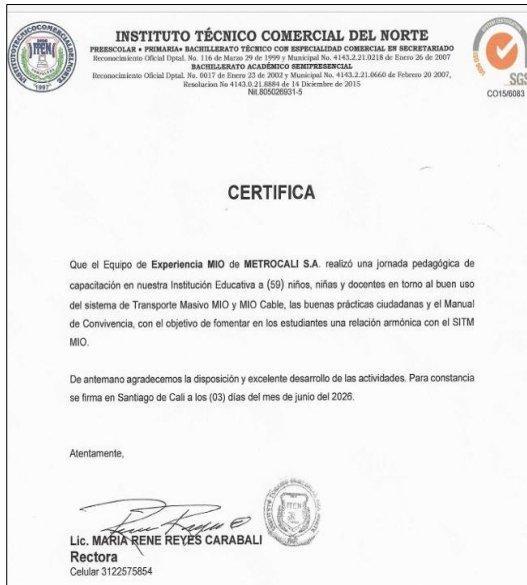 INSTITUTO TÉCNICO COMERCIAL DEL NORTE
PREESCOLAR • PRIMARIA• BACHILLERATO TÉCNICO CON ESPECIALIDAD COMERCIAL EN SECRETARIADO
Reconocimiento Oficial Dptal. No. 116 de Marzo 29 de 1999 y Municipal No. 4143.2.21.0218 de Enero 26 de 2007
BACHILLERATO ACADÉMICO SEMIPRESENCIAL
Reconocimiento Oficial Dptal. No. 0017 de Enero 23 de 2002 y Municipal No. 4143.2.21.0660 de Febrero 20 2007,
Resolucion No 4143.0.21.8884 de 14 Diciembre de 2015
Nit.805026931-5
ITCN
"1997"
SGS
CO15/6083
CERTIFICA
Que el Equipo de Experiencia MIO de METROCALI S.A. realizó una jornada pedagógica de
capacitación en nuestra Institución Educativa a (59) niños, niñas y docentes en torno al buen uso
del sistema de Transporte Masivo MIO y MIO Cable, las buenas prácticas ciudadanas y el Manual
de Convivencia, con el objetivo de fomentar en los estudiantes una relación armónica con el SITM
MIO.
De antemano agradecemos la disposición y excelente desarrollo de las actividades. Para constancia
se firma en Santiago de Cali a los (03) días del mes de junio del 2026.
Atentamente,
Lic. MARIA RENE REYES CARABALI
Rectora
Celular 3122575854